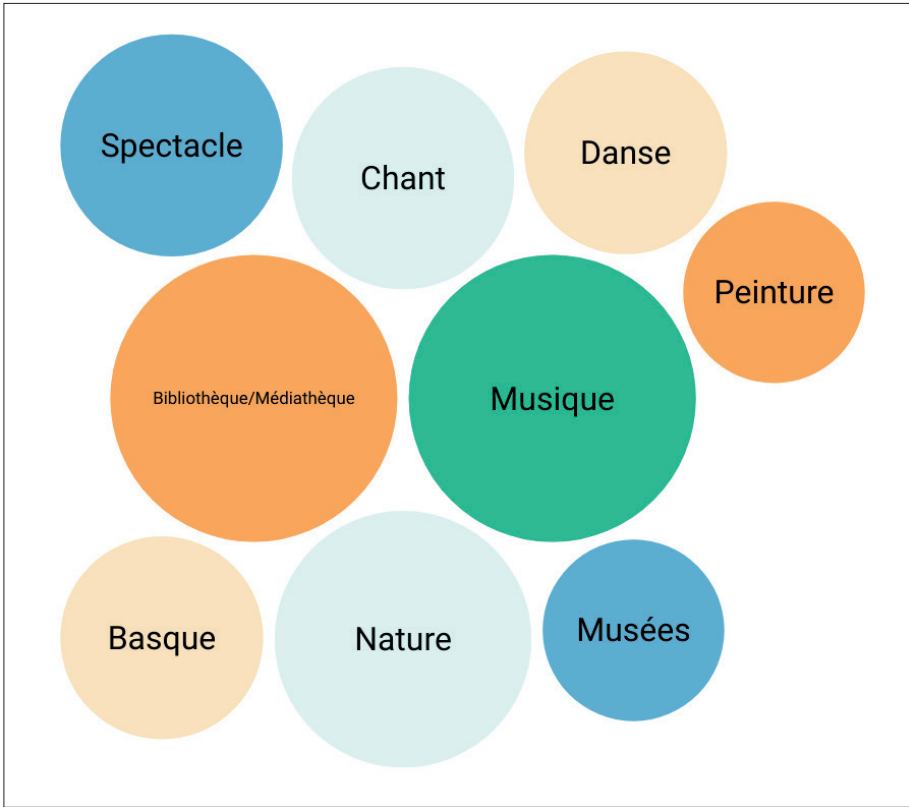 Spectacle
Chant
Danse
Peinture
Bibliothèque/Médiathèque
Musique
Basque
Nature
Musées